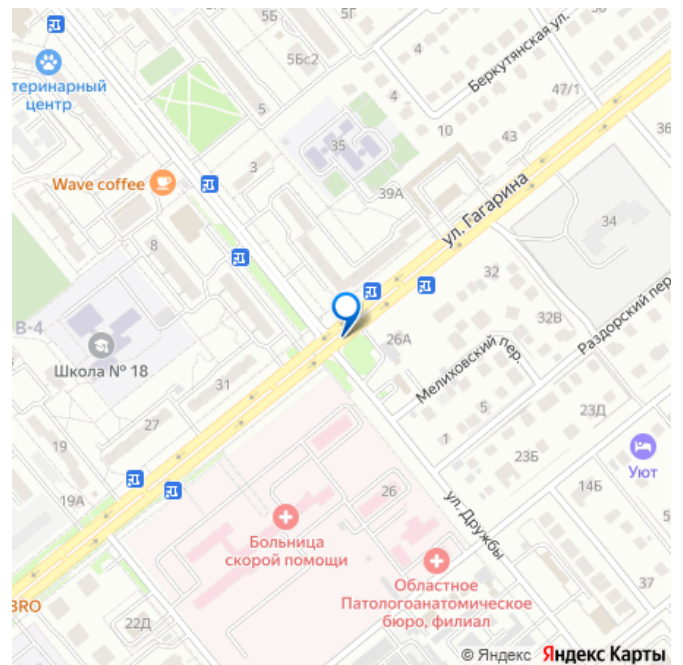 5Б
5Г
5Бс2
Беркутянская ул.
4
теринарный
центр
47/1
4
5
10
43
36
35
3
Wave coffee
39А
ул. Гагарина
34
8
32
В-4
32В
26А
Раздорский пер
Мелиховский пер.
Школа № 18
31
27
5
23Д
19
1
23Б
Уют
19А
26
14Б
ул. Дружбы
5
Больница
скорой помощи
Областное
Патологоанатомическое
бюро, филиал
37
BRO
22Д
© Яндекс Яндекс Карты